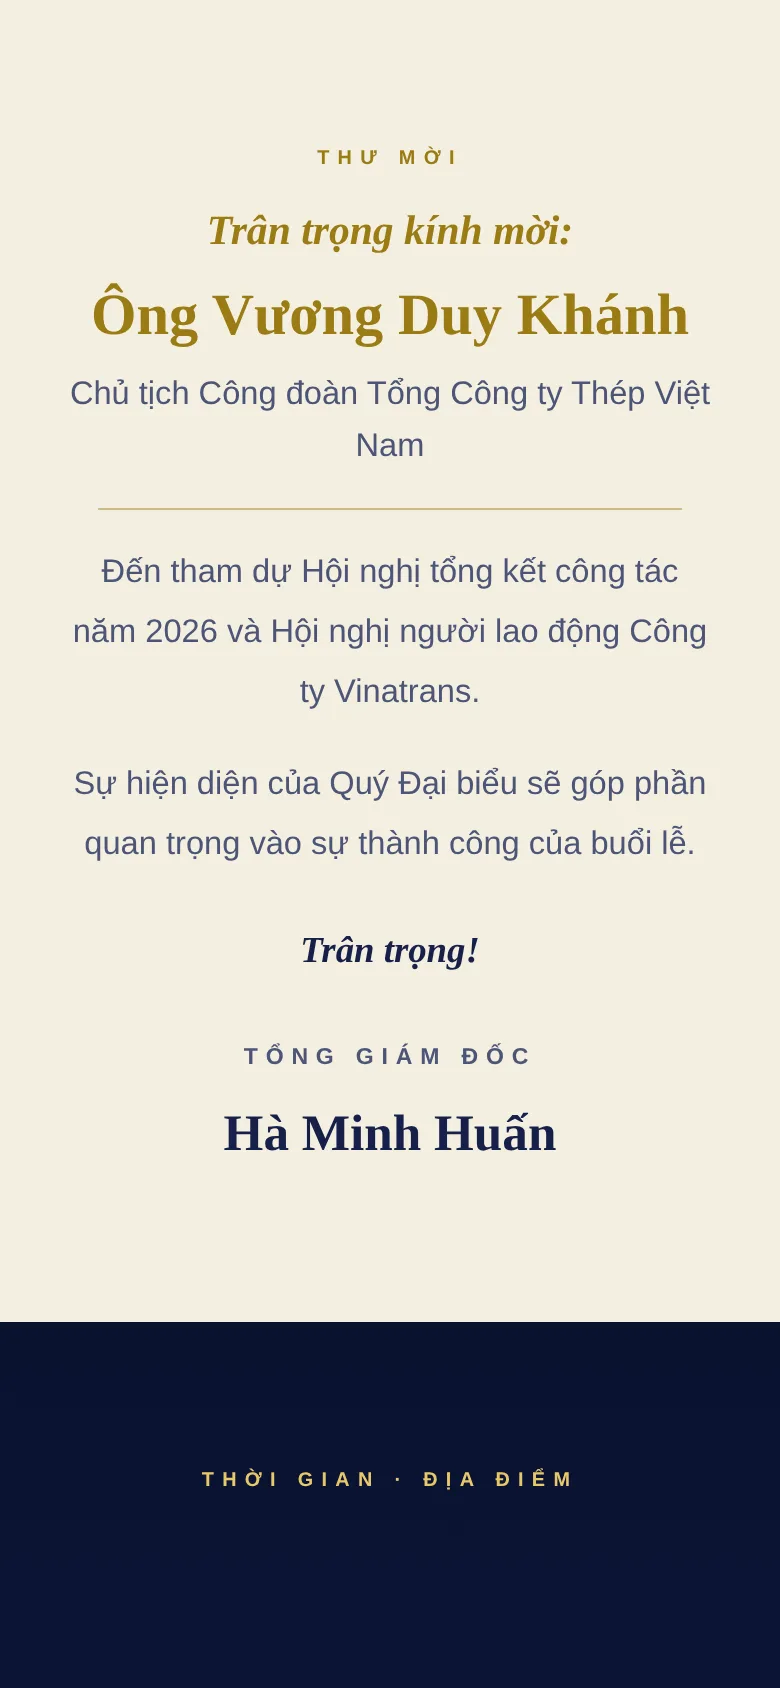 THƯ MỜI
Trân trọng kính mời:
Ông Vương Duy Khánh
Chủ tịch Công đoàn Tổng Công ty Thép Việt
Nam
Đến tham dự Hội nghị tổng kết công tác
năm 2026 và Hội nghị người lao động Công
ty Vinatrans.
Sự hiện diện của Quý Đại biểu sẽ góp phần
quan trọng vào sự thành công của buổi lễ.
Trân trọng!
TỔNG GIÁM ĐỐC
Hà Minh Huấn
THỜI GIAN · ĐỊA ĐIỂM